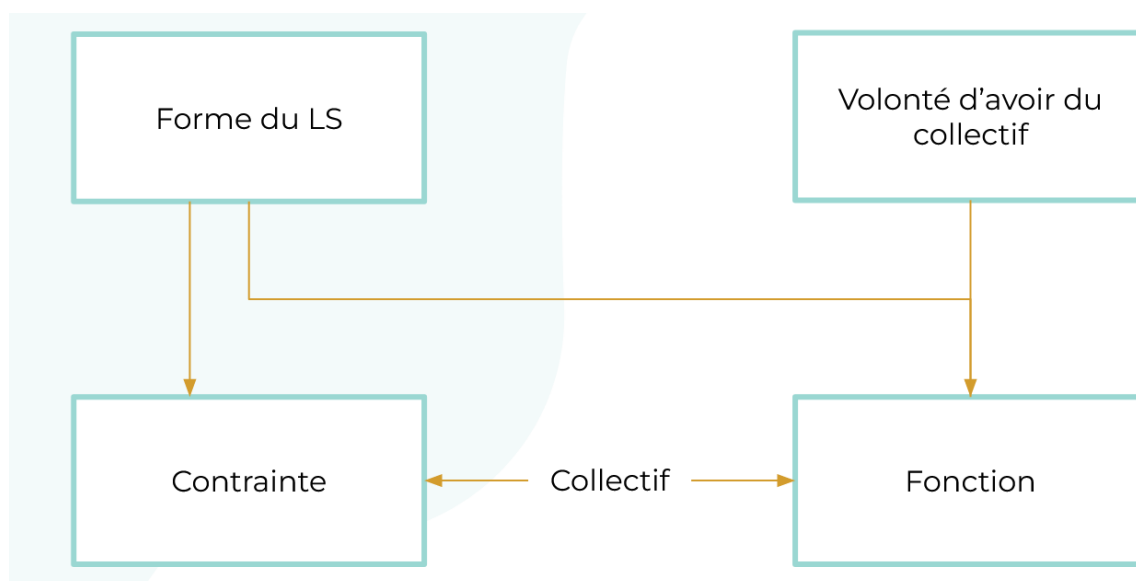 Forme du LS
Volonté d’avoir du
collectif
Contrainte
Collectif
Fonction